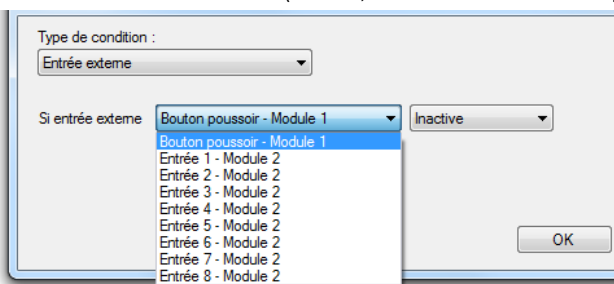 Type de condition :
Entrée externe
Si entrée externe Bouton poussoir - Module 1 Inactive
Bouton poussoir - Module 1
Entrée 1 - Module 2
Entrée 2 - Module 2
Entrée 3 - Module 2
Entrée 4 - Module 2
Entrée 5 - Module 2
Entrée 6 - Module 2
Entrée 7 - Module 2
Entrée 8 - Module 2
OK